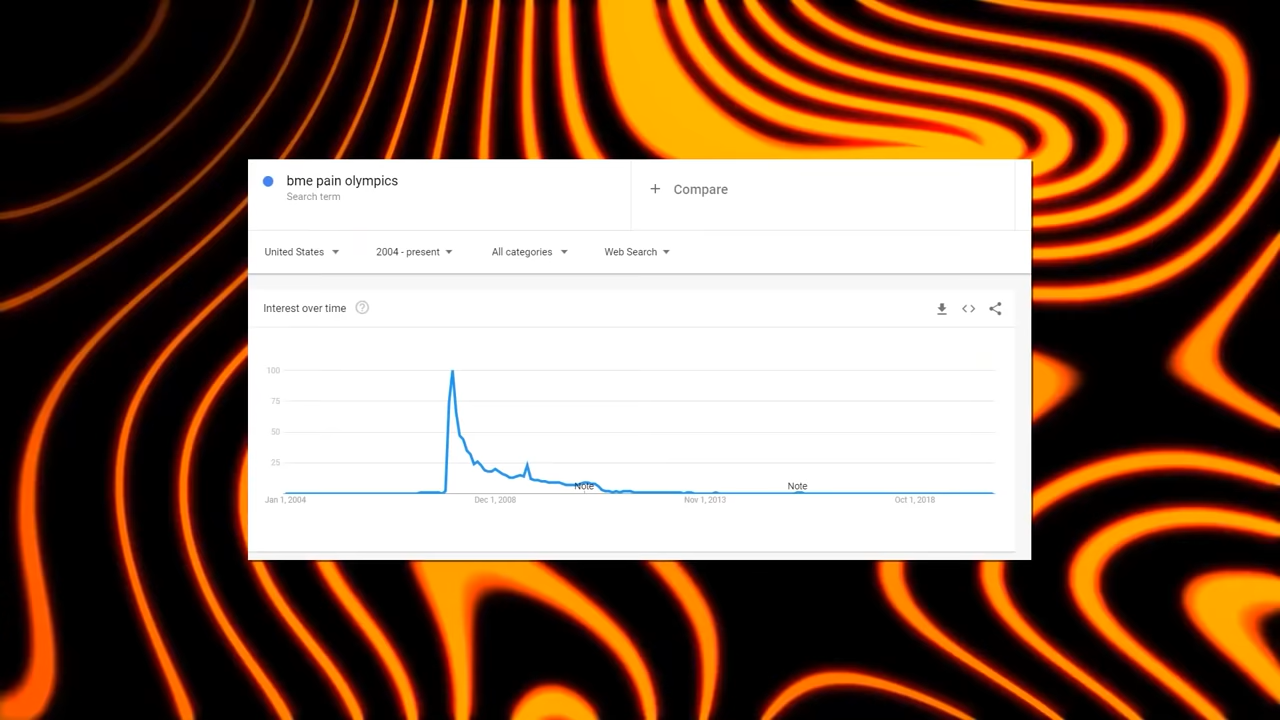 bme pain olympics
Search term
+ Compare
United States
2004 - present
All categories
Web Search
Interest over time
100
75
50
25
Note
Note
Jan 1, 2004
Dec 1, 2008
Nov 1, 2013
Oct 1, 2018